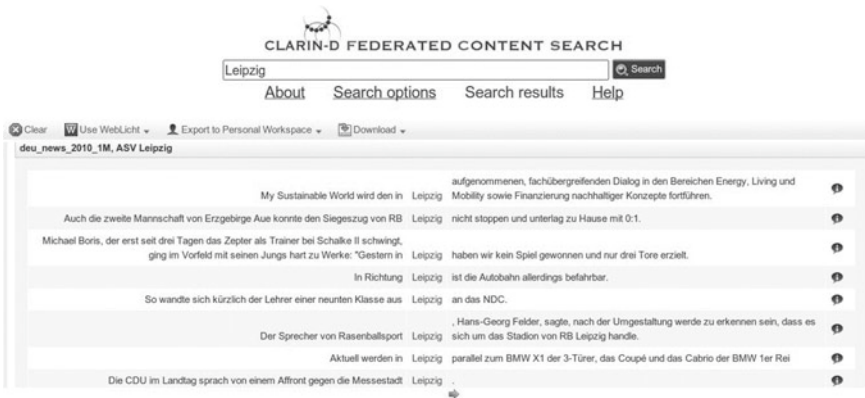 CLARIN-D FEDERATED CONTENT SEARCH
Leipzig Search
About Search options Search results Help
Clear Use WebLicht Export to Personal Workspace Download
deu_news_2010_1M, ASV Leipzig
aufgenommenen, fachübergreifenden Dialog in den Bereichen Energy, Living und
My Sustainable World wird den in Leipzig Mobility sowie Finanzierung nachhaltiger Konzepte fortführen.
Auch die zweite Mannschaft von Erzgebirge Aue konnte den Siegeszug von RB Leipzig nicht stoppen und unterlag zu Hause mit 0:1.
Michael Boris, der erst seit drei Tagen das Zepter als Trainer bei Schalke II schwingt,
ging im Vorfeld mit seinen Jungs hart zu Werke: "Gestern in Leipzig haben wir kein Spiel gewonnen und nur drei Tore erzielt.
In Richtung Leipzig ist die Autobahn allerdings befahrbar.
So wandte sich kürzlich der Lehrer einer neunten Klasse aus Leipzig an das NDC.
, Hans-Georg Felder, sagte, nach der Umgestaltung werde zu erkennen sein, dass es
Der Sprecher von Rasenballsport Leipzig sich um das Stadion von RB Leipzig handle.
Aktuell werden in Leipzig parallel zum BMW X1 der 3-Türer, das Coupé und das Cabrio der BMW 1er Rei
Die CDU im Landtag sprach von einem Affront gegen die Messestadt Leipzig .